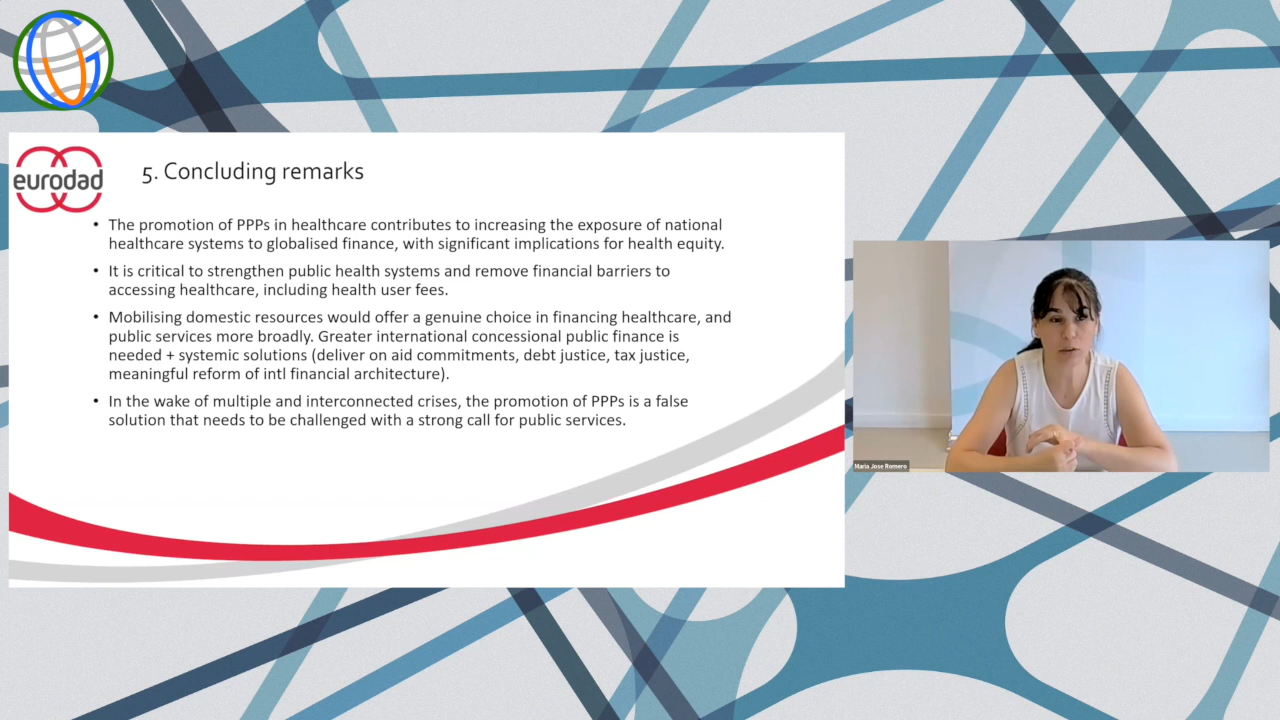 eurodad
5. Concluding remarks
• The promotion of PPPs in healthcare contributes to increasing the exposure of national
healthcare systems to globalised finance, with significant implications for health equity.
• It is critical to strengthen public health systems and remove financial barriers to
accessing healthcare, including health user fees.
• Mobilising domestic resources would offer a genuine choice in financing healthcare, and
public services more broadly. Greater international concessional public finance is
needed + systemic solutions (deliver on aid commitments, debt justice, tax justice,
meaningful reform of intl financial architecture).
• In the wake of multiple and interconnected crises, the promotion of PPPs is a false
solution that needs to be challenged with a strong call for public services.
Maria Jose Romero